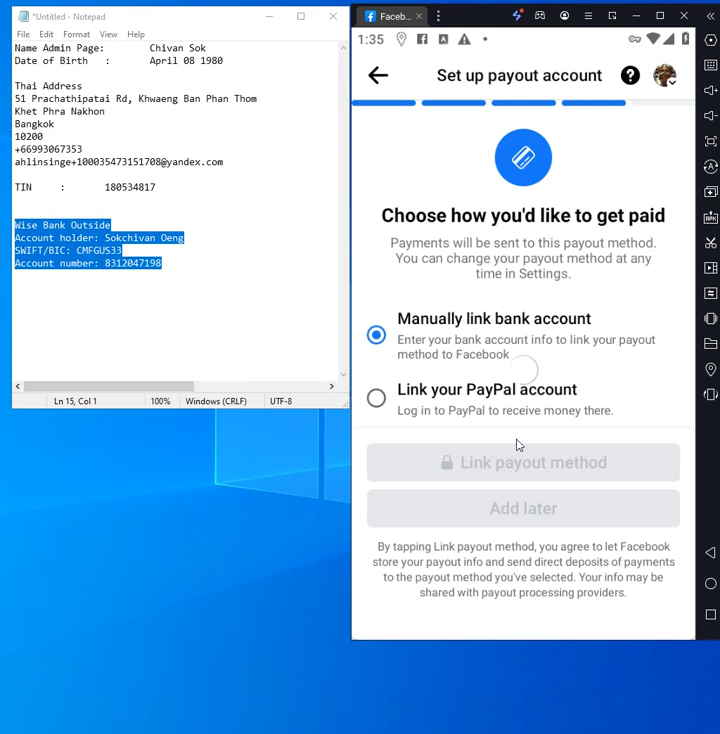 *Untitled - Notepad
File Edit Format View Help
Name Admin Page: Chivan Sok
Date of Birth : April 08 1980
Thai Address
51 Prachathipatai Rd, Khwaeng Ban Phan Thom
Khet Phra Nakhon
Bangkok
10200
+66993067353
ahlinsinge+100035473151708@yandex.com
TIN : 180534817
Wise Bank Outside
Account holder: Sokchivan Oeng
SWIFT/BIC: CMFGUS33
Account number: 8312047198
Ln 15, Col 1 100% Windows (CRLF) UTF-8
Faceb...
1:35
Set up payout account
Choose how you'd like to get paid
Payments will be sent to this payout method.
You can change your payout method at any
time in Settings.
Manually link bank account
Enter your bank account info to link your payout
method to Facebook
Link your PayPal account
Log in to PayPal to receive money there.
Link payout method
Add later
By tapping Link payout method, you agree to let Facebook
store your payout info and send direct deposits of payments
to the payout method you've selected. Your info may be
shared with payout processing providers.